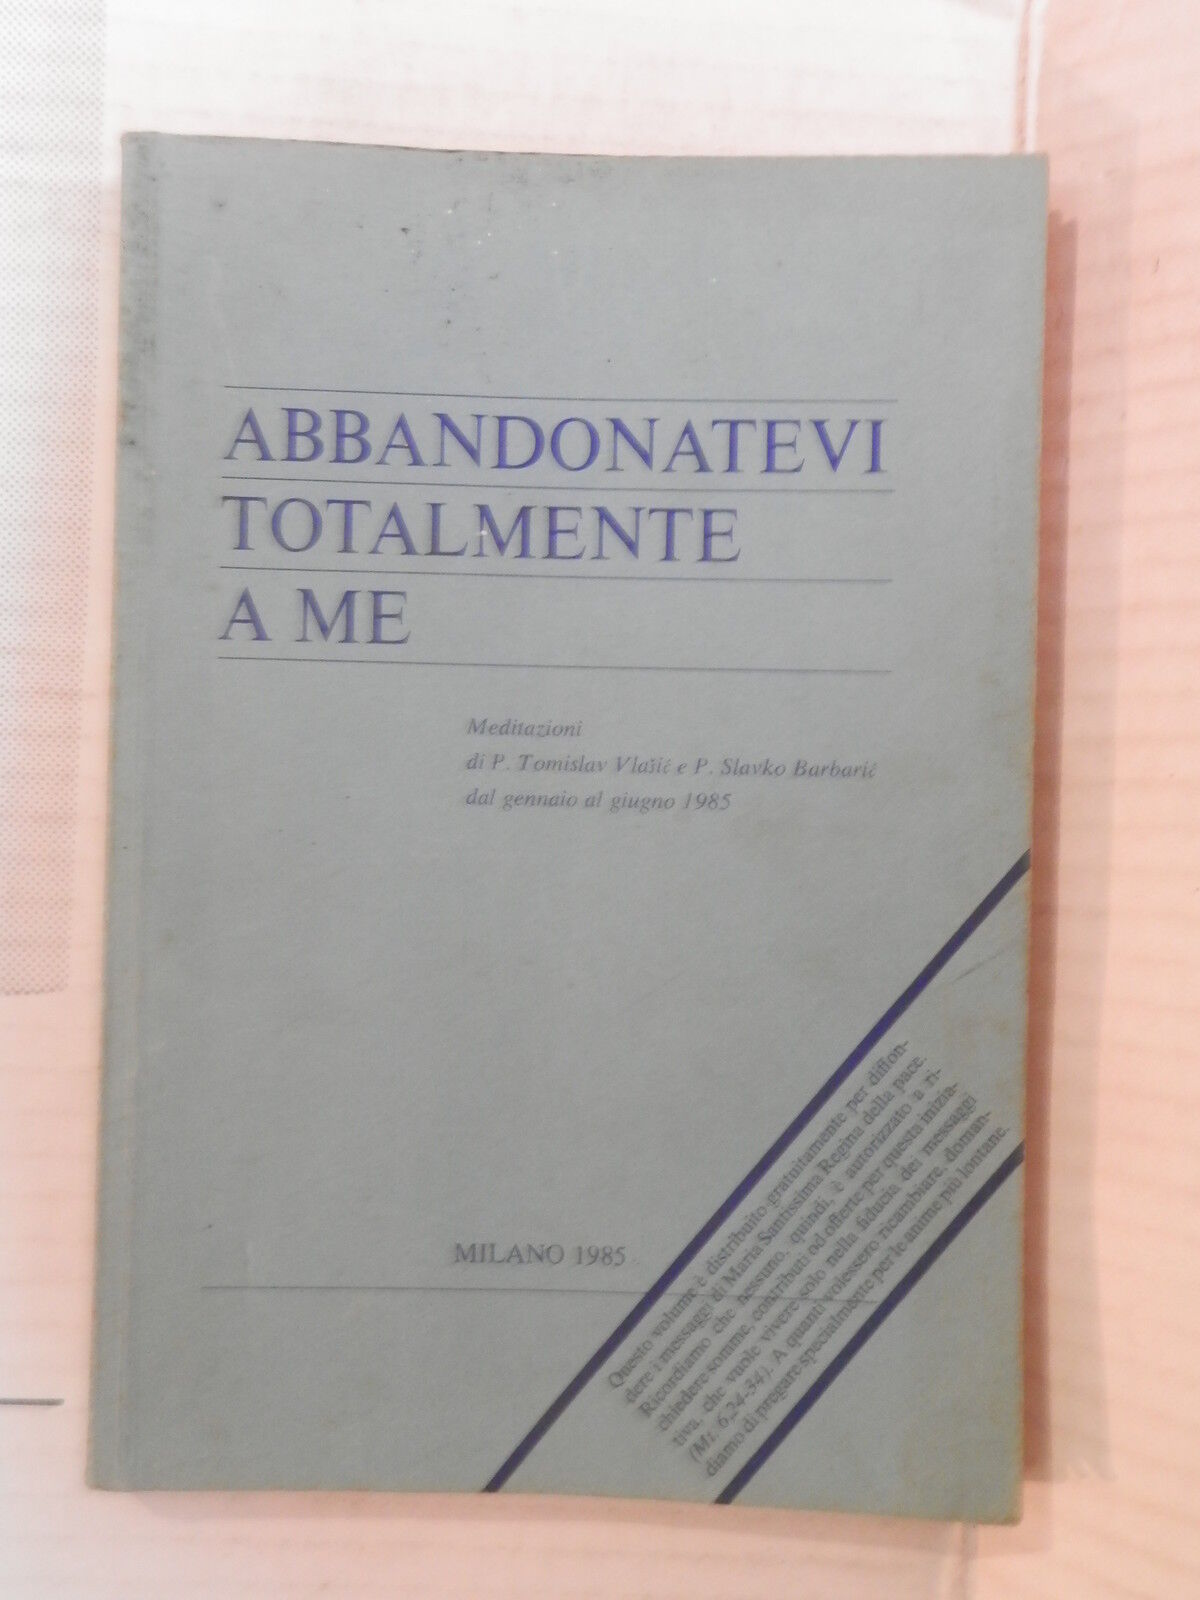 ABBANDONATEVI
TOTALMENTE
A ME
Meditazioni
di P. Tomislav Vlašić e P. Slavko Barbarić
dal gennaio al giugno 1985
MILANO 1985
Questo volume è distribuito gratuitamente per diffon-
dere i messaggi di Maria Santissima Regina della pace.
Ricordiamo che nessuno, quindi, è autorizzato a ri-
chiedere somme, contributi od offerte per questa inizia-
tiva, che vuole vivere solo nella fiducia dei messaggi
(Mt. 6,24-34). A quanti volessero ricambiare, doman-
diamo di pregare specialmente per le anime più lontane.